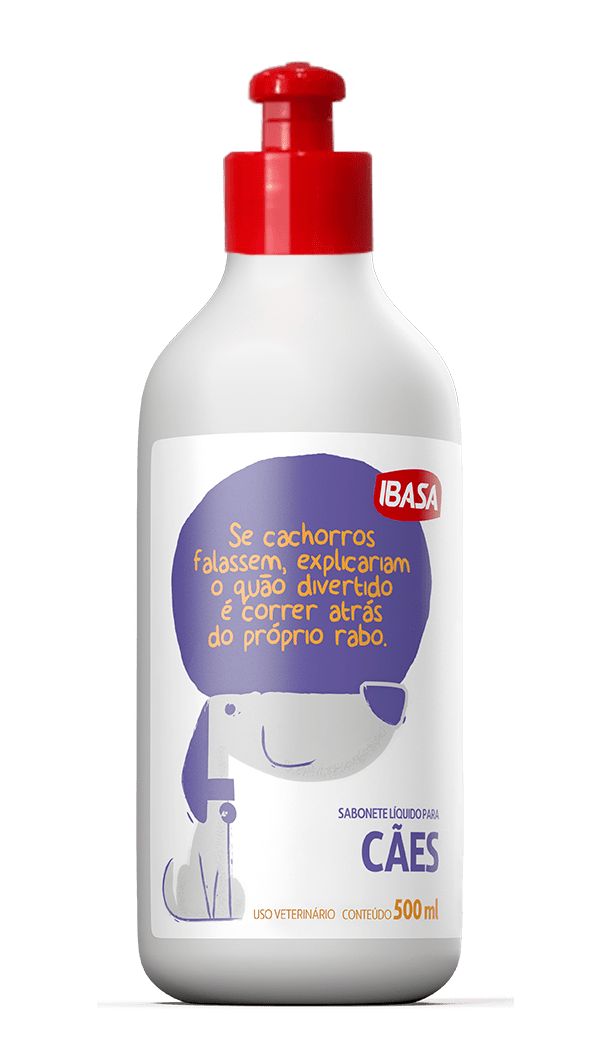 IBASA
Se cachorros
falassem, explicariam
o quão divertido
é correr atrás
do próprio rabo.
SABONETE LÍQUIDO PARA
CÃES
USO VETERINÁRIO CONTEÚDO 500 ml